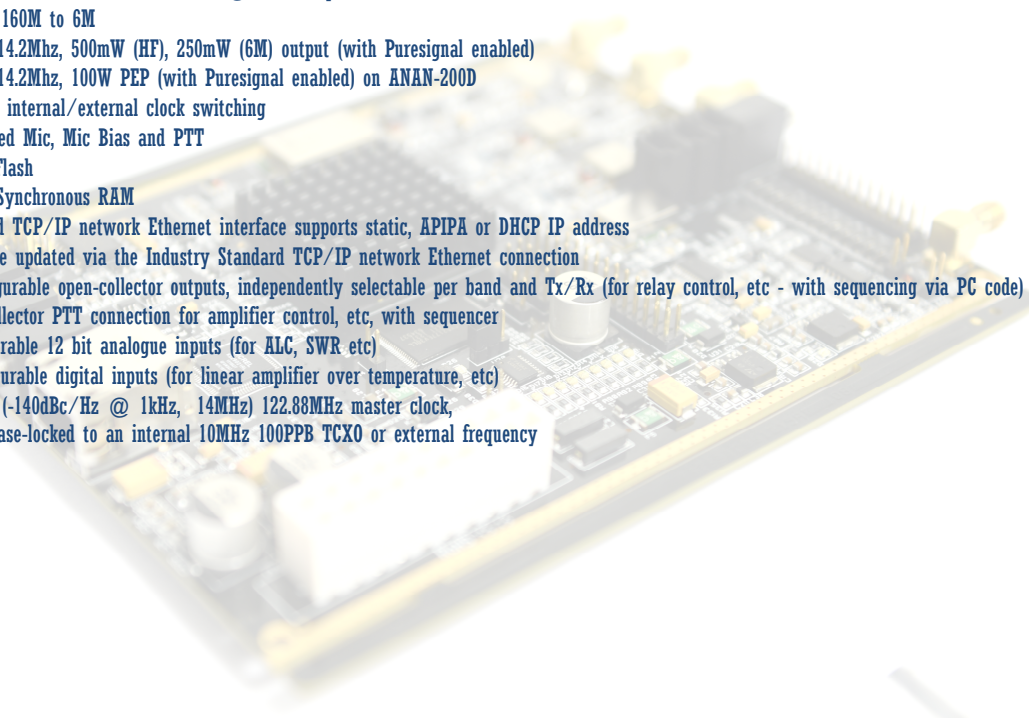 160M to 6M
14.2Mhz, 500mW (HF), 250mW (6M) output (with Puresignal enabled)
14.2Mhz, 100W PEP (with Puresignal enabled) on ANAN-200D
internal/external clock switching
ed Mic, Mic Bias and PTT
Flash
Synchronous RAM
d TCP/IP network Ethernet interface supports static, APIPA or DHCP IP address
e updated via the Industry Standard TCP/IP network Ethernet connection
gurable open-collector outputs, independently selectable per band and Tx/Rx (for relay control, etc - with sequencing via PC code)
llector PTT connection for amplifier control, etc, with sequencer
rable 12 bit analogue inputs (for ALC, SWR etc)
urable digital inputs (for linear amplifier over temperature, etc)
(-140dBc/Hz @ 1kHz, 14MHz) 122.88MHz master clock,
ase-locked to an internal 10MHz 100PPB TCXO or external frequency